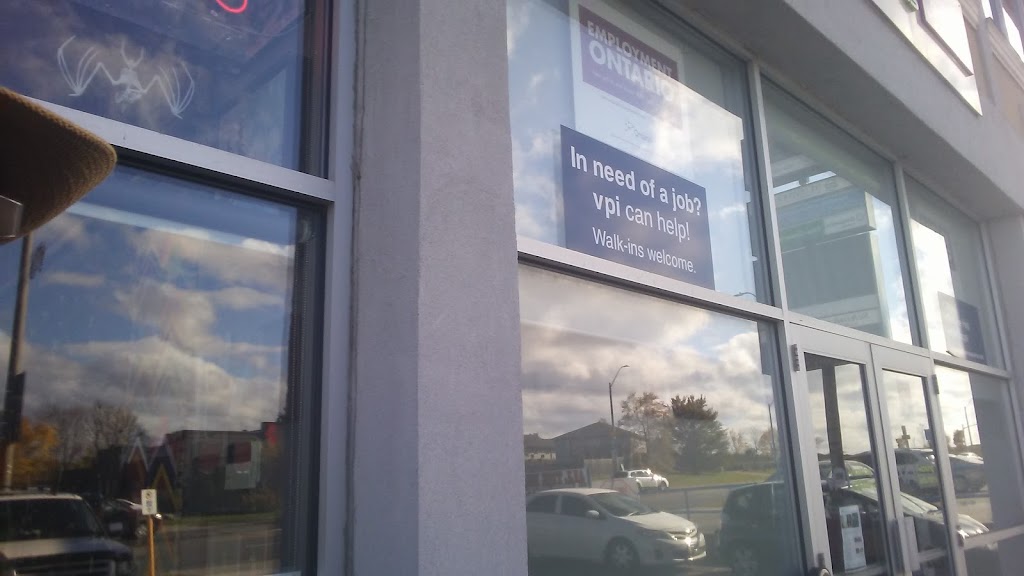 EMPLOYMENT
ONTARIO
In need of a job?
vpi can help!
Walk-ins welcome.